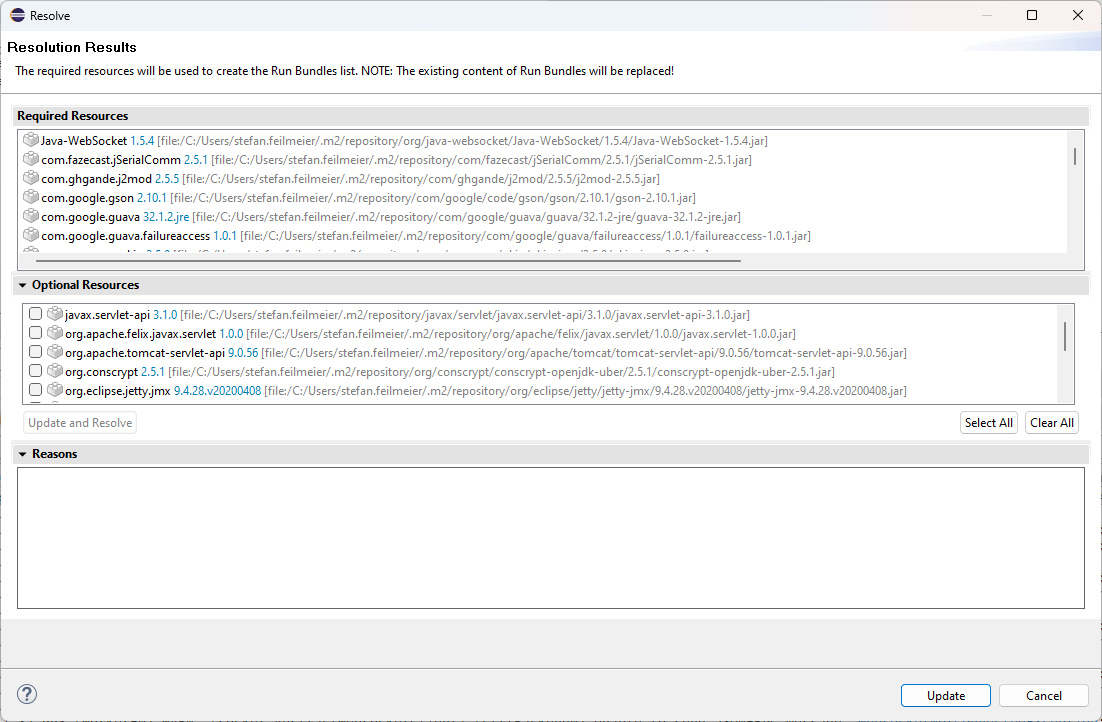 Resolve
Resolution Results
The required resources will be used to create the Run Bundles list. NOTE: The existing content of Run Bundles will be replaced!
Required Resources
Java-WebSocket 1.5.4 [file:/C:/Users/stefan.feilmeier/.m2/repository/org/java-websocket/Java-WebSocket/1.5.4/Java-WebSocket-1.5.4.jar]
com.fazecast.jSerialComm 2.5.1 [file:/C:/Users/stefan.feilmeier/.m2/repository/com/fazecast/jSerialComm/2.5.1/jSerialComm-2.5.1.jar]
com.ghgande.j2mod 2.5.5 [file:/C:/Users/stefan.feilmeier/.m2/repository/com/ghgande/j2mod/2.5.5/j2mod-2.5.5.jar]
com.google.gson 2.10.1 [file:/C:/Users/stefan.feilmeier/.m2/repository/com/google/code/gson/gson/2.10.1/gson-2.10.1.jar]
com.google.guava 32.1.2.jre [file:/C:/Users/stefan.feilmeier/.m2/repository/com/google/guava/guava/32.1.2-jre/guava-32.1.2-jre.jar]
com.google.guava.failureaccess 1.0.1 [file:/C:/Users/stefan.feilmeier/.m2/repository/com/google/guava/failureaccess/1.0.1/failureaccess-1.0.1.jar]
Optional Resources
javax.servlet-api 3.1.0 [file:/C:/Users/stefan.feilmeier/.m2/repository/javax/servlet/javax.servlet-api/3.1.0/javax.servlet-api-3.1.0.jar]
org.apache.felix.javax.servlet 1.0.0 [file:/C:/Users/stefan.feilmeier/.m2/repository/org/apache/felix/javax.servlet/1.0.0/javax.servlet-1.0.0.jar]
org.apache.tomcat-servlet-api 9.0.56 [file:/C:/Users/stefan.feilmeier/.m2/repository/org/apache/tomcat/tomcat-servlet-api/9.0.56/tomcat-servlet-api-9.0.56.jar]
org.conscrypt 2.5.1 [file:/C:/Users/stefan.feilmeier/.m2/repository/org/conscrypt/conscrypt-openjdk-uber/2.5.1/conscrypt-openjdk-uber-2.5.1.jar]
org.eclipse.jetty.jmx 9.4.28.v20200408 [file:/C:/Users/stefan.feilmeier/.m2/repository/org/eclipse/jetty/jetty-jmx/9.4.28.v20200408/jetty-jmx-9.4.28.v20200408.jar]
Update and Resolve Select All Clear All
Reasons
? Update Cancel